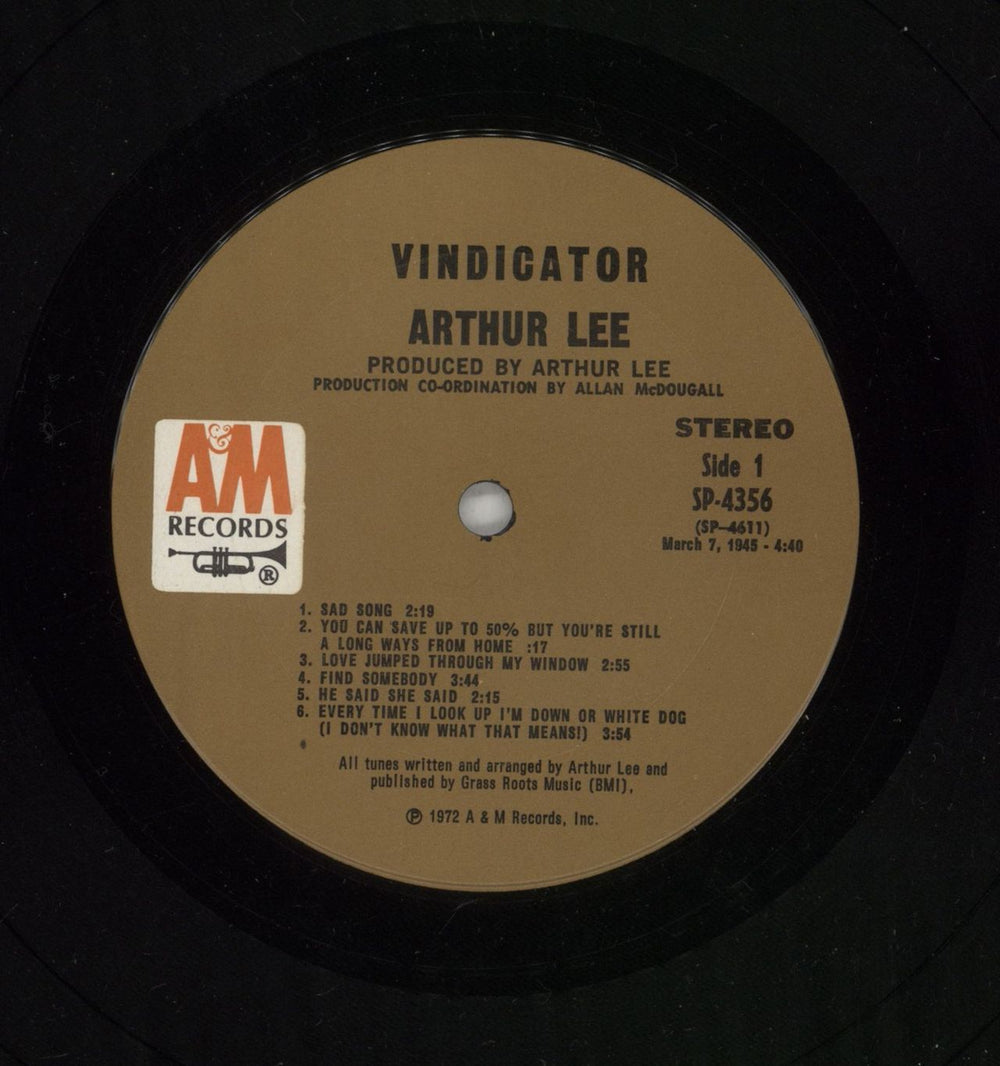 VINDICATOR
ARTHUR LEE
PRODUCED BY ARTHUR LEE
PRODUCTION CO-ORDINATION BY ALLAN McDOUGALL
STEREO
Side 1
SP-4356
(SP-4611)
March 7, 1945 - 4:40
A&M
RECORDS
®
1. SAD SONG 2:19
2. YOU CAN SAVE UP TO 50% BUT YOU'RE STILL
A LONG WAYS FROM HOME :17
3. LOVE JUMPED THROUGH MY WINDOW 2:55
4. FIND SOMEBODY 3:44
5. HE SAID SHE SAID 2:15
6. EVERY TIME I LOOK UP I'M DOWN OR WHITE DOG
(I DON'T KNOW WHAT THAT MEANS!) 3:54
All tunes written and arranged by Arthur Lee and
published by Grass Roots Music (BMI),
℗ 1972 A & M Records, Inc.